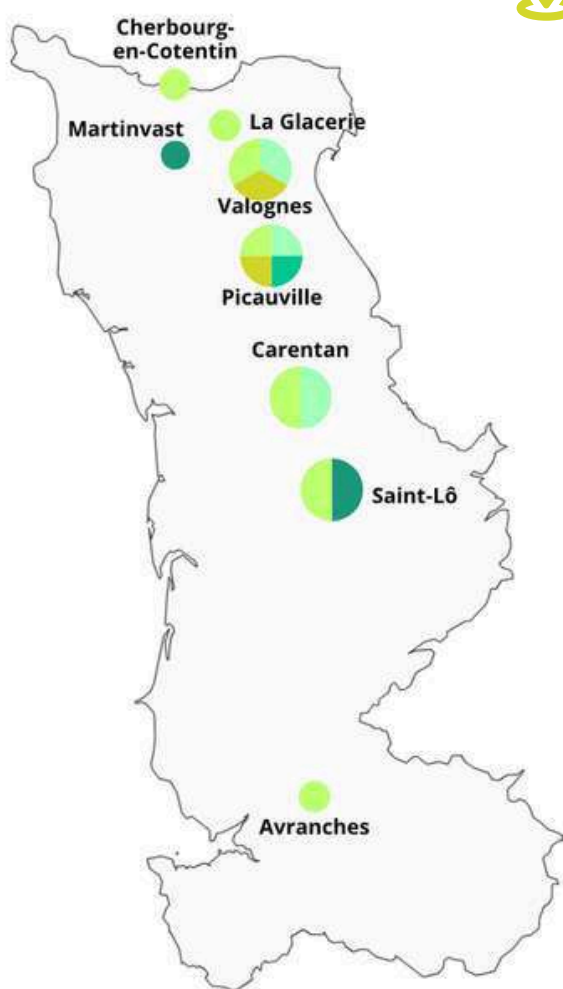 Cherbourg-
en-Cotentin
La Glacerie
Martinvast
Valognes
Picauville
Carentan
Saint-Lô
Avranches